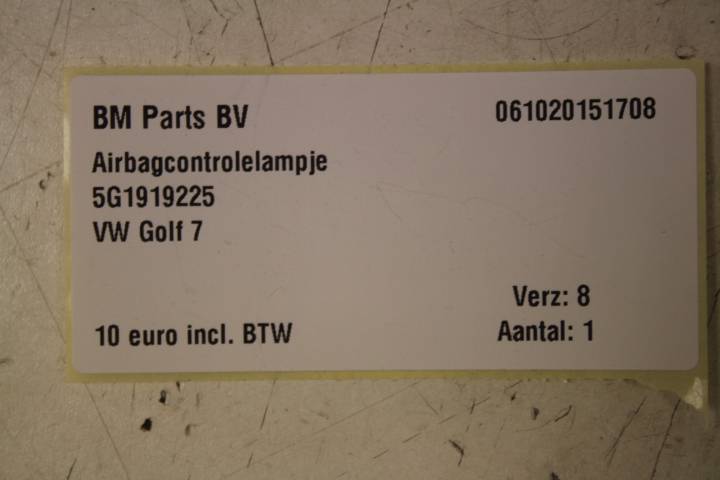 BM Parts BV 061020151708
Airbagcontrolelampje
5G1919225
VW Golf 7
Verz: 8
10 euro incl. BTW Aantal: 1